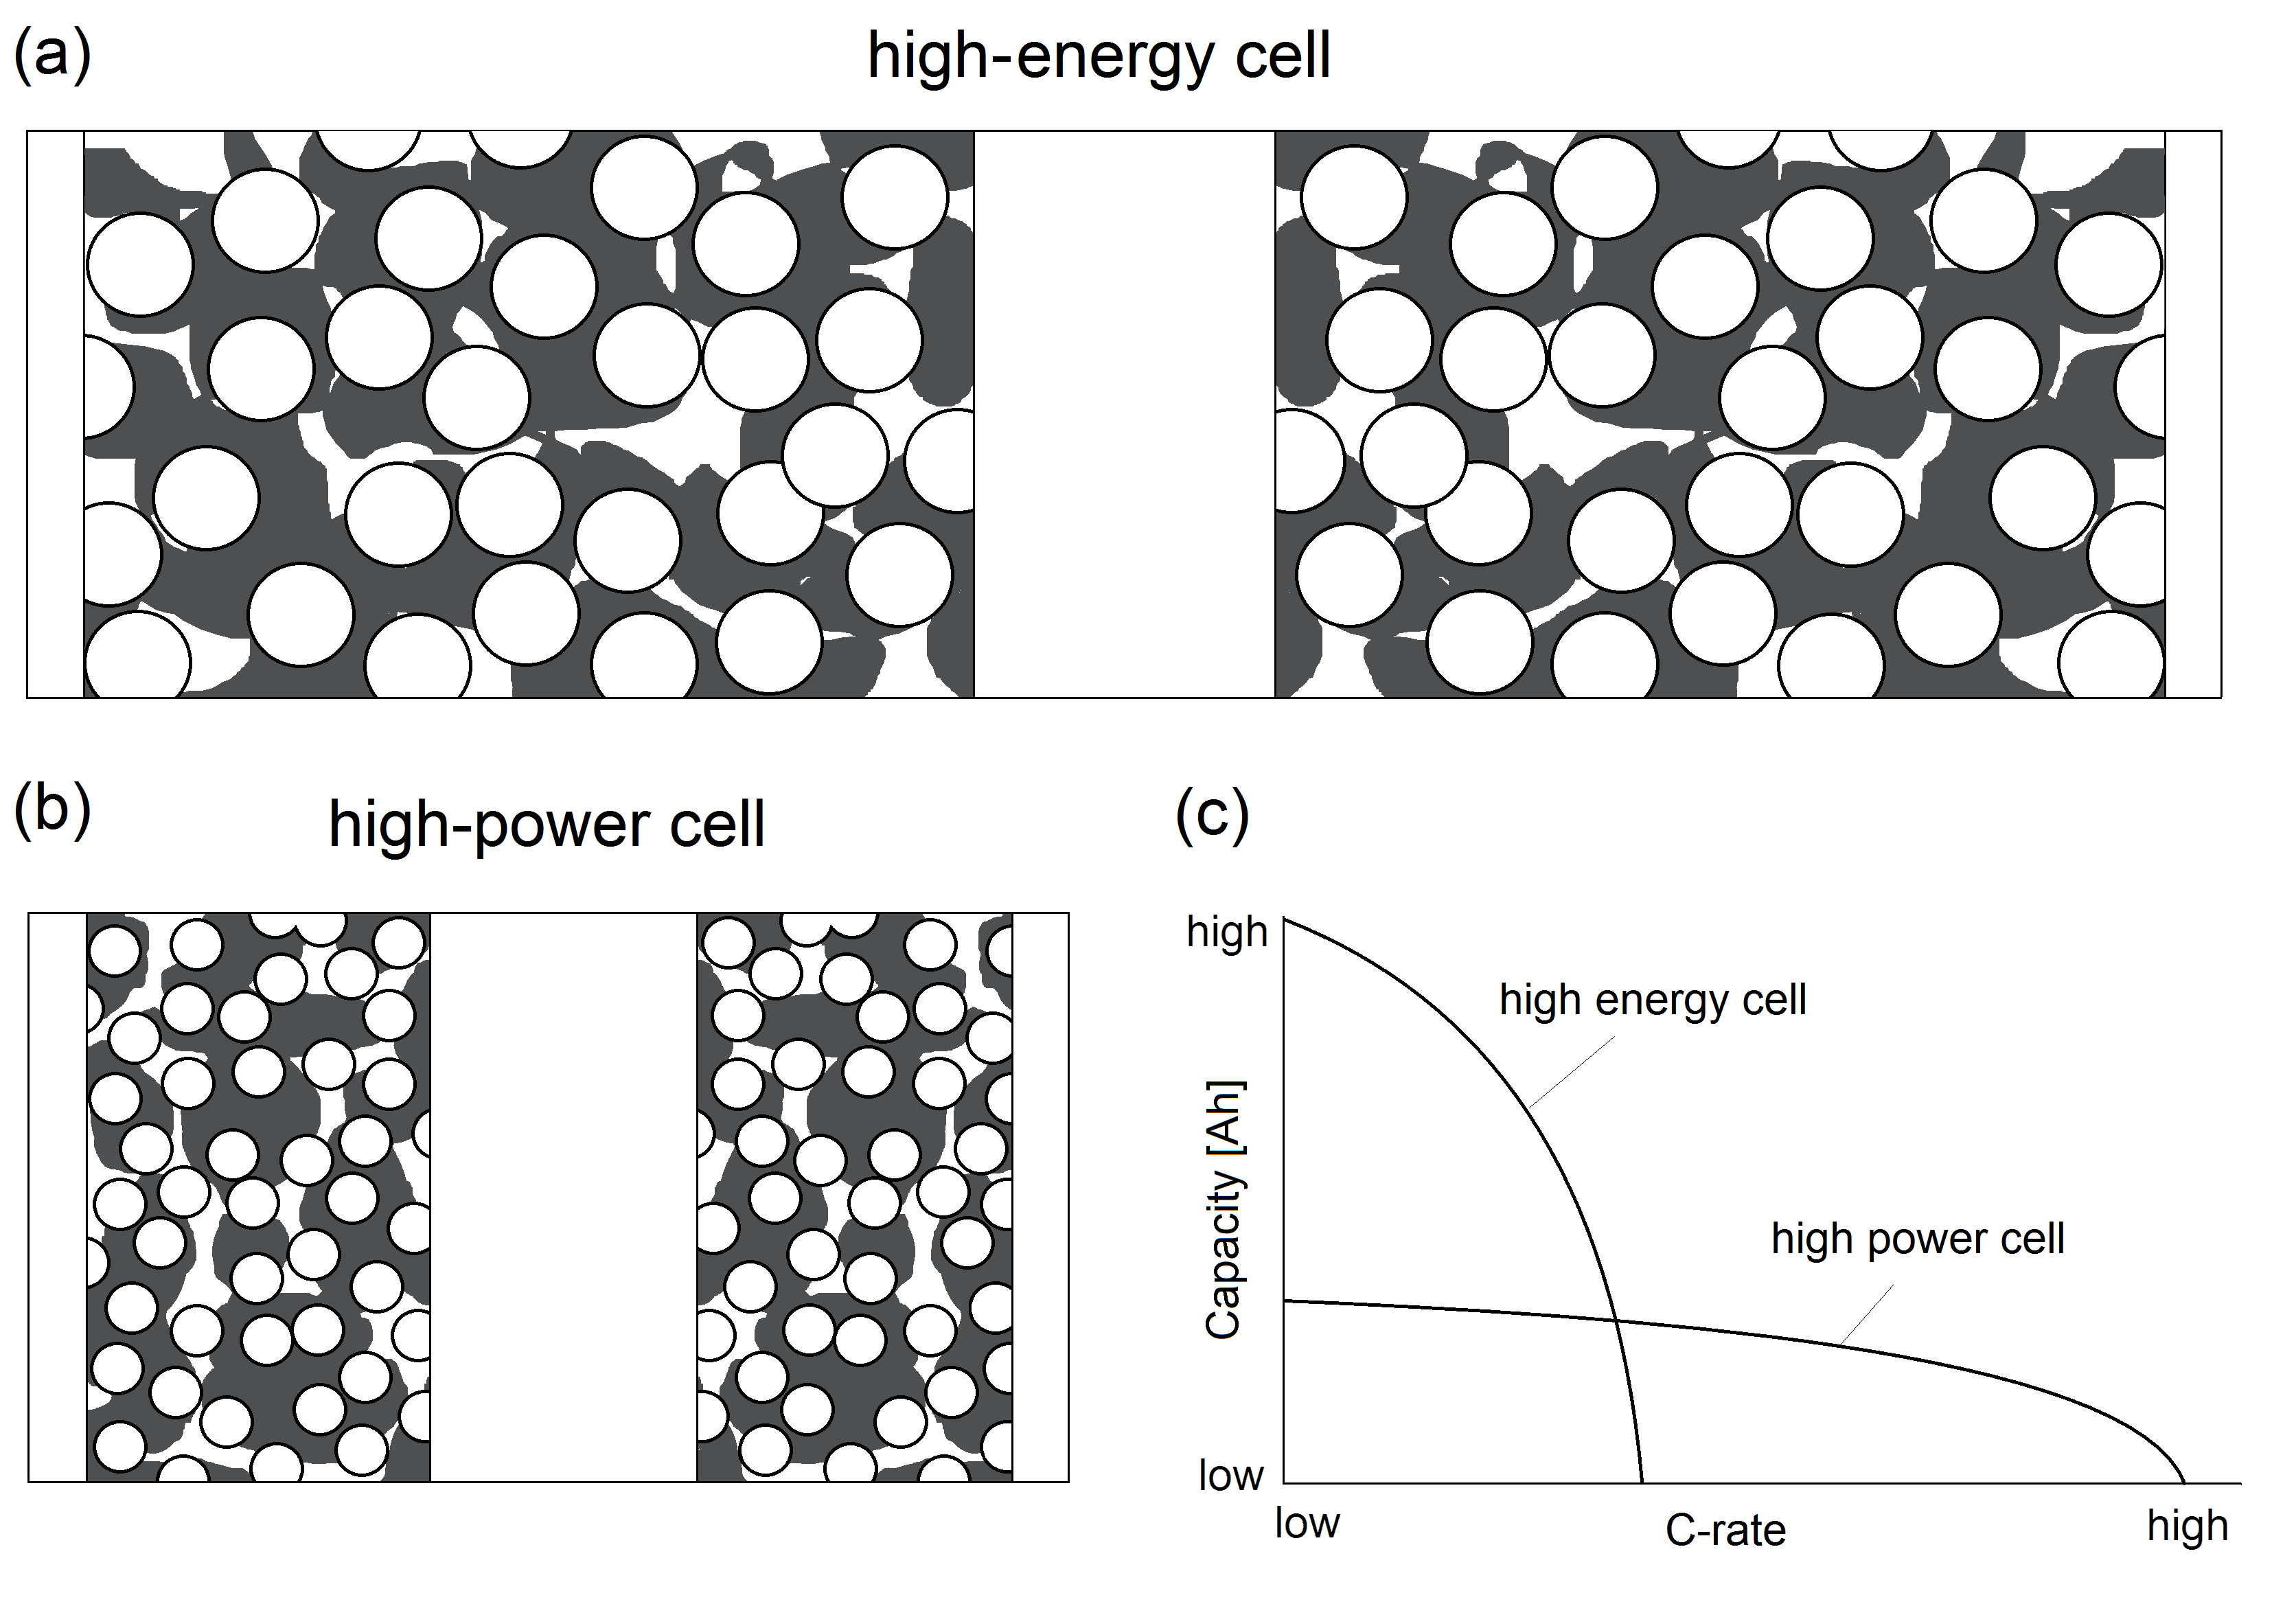 (a)
high-energy cell
(b)
high-power cell
(c)
high
high energy cell
high power cell
Capacity [Ah]
low
low
C-rate
high